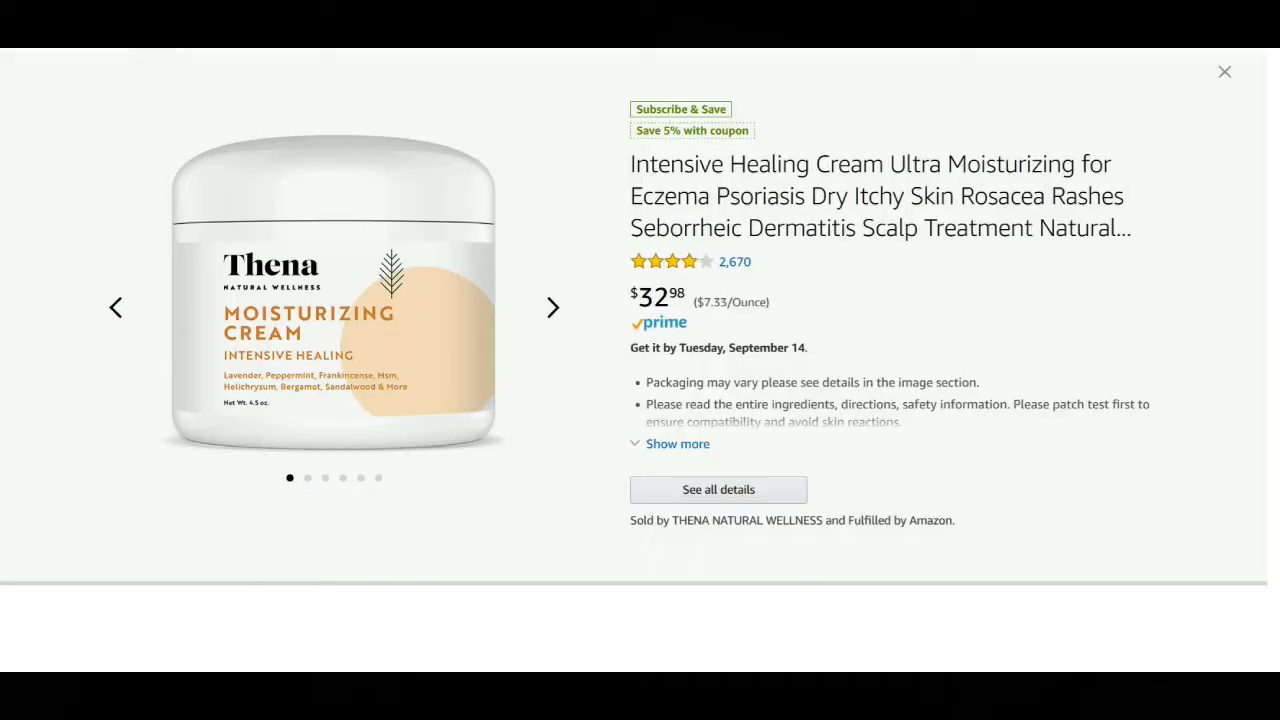 Subscribe & Save
Save 5% with coupon
Intensive Healing Cream Ultra Moisturizing for
Eczema Psoriasis Dry Itchy Skin Rosacea Rashes
Seborrheic Dermatitis Scalp Treatment Natural...
2,670
$3298 ($7.33/Ounce)
prime
Get it by Tuesday, September 14.
• Packaging may vary please see details in the image section.
• Please read the entire ingredients, directions, safety information. Please patch test first to
ensure compatibility and avoid skin reactions.
Show more
See all details
Sold by THENA NATURAL WELLNESS and Fulfilled by Amazon.
Thena
NATURAL WELLNESS
MOISTURIZING
CREAM
INTENSIVE HEALING
Lavender, Peppermint, Frankincense, Msm,
Helichrysum, Bergamot, Sandalwood & More
Net Wt. 4.5 oz.